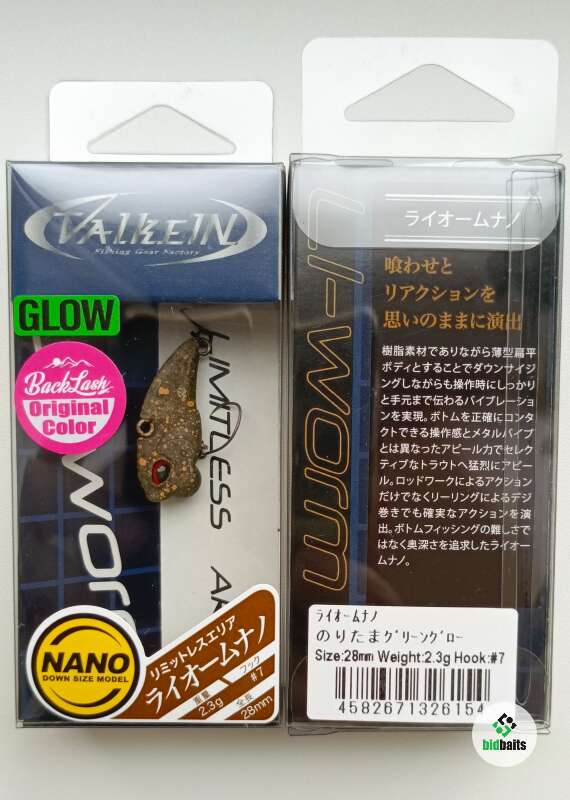 VALKEIN
Fishing Gear Factory
GLOW
BackLash
Original
Color
LIMITLESS AR
worm
NANO
DOWN SIZE MODEL
リミットレスエリア
ライオームナノ
重量
2.3g
フック
#7
全長
28mm
LI-worm
ライオームナノ
喰わせと
リアクションを
思いのままに演出
樹脂素材でありながら薄型扁平
ボディとすることでダウンサイジ
ングしながらも操作時にしっかり
と手元まで伝わるバイブレーショ
ンを実現。ボトムを正確にコンタ
クトできる操作感とメタルバイブ
とは異なったアピール力でセレク
ティブなトラウトへ猛烈にアピー
ル。ロッドワークによるアクション
だけでなくリーリングによるデジ
巻きでも確実なアクションを演
出。ボトムフィッシングの難しさで
はなく奥深さを追求したライオー
ムナノ。
ﾗｲｵｰﾑﾅﾉ
のりたまｸﾞﾘｰﾝｸﾞﾛｰ
Size:28mm Weight:2.3g Hook:#7
4582671326154
bidbaits